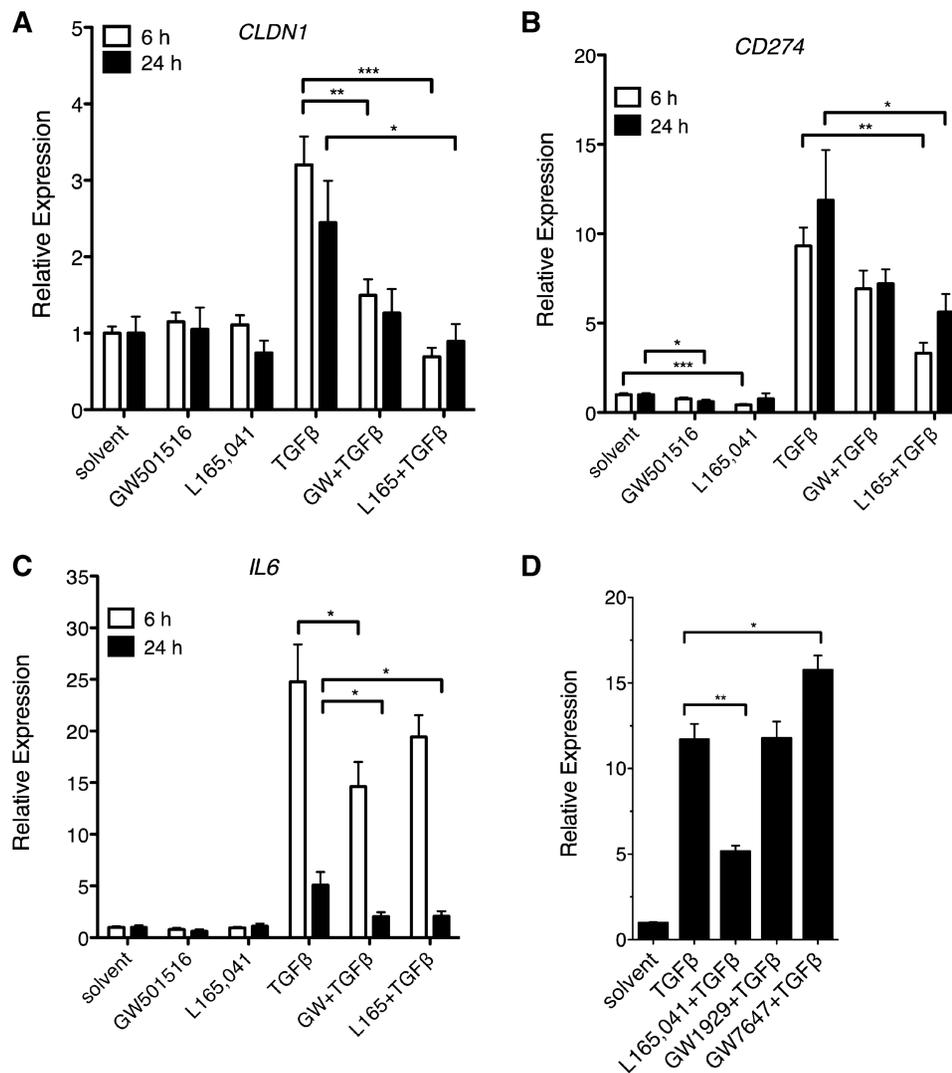 A
CLDN1
6 h
24 h
***
**
*
Relative Expression
5
4
3
2
1
0
solvent
GW501516
L165,041
TGFβ
GW+TGFβ
L165+TGFβ
B
CD274
6 h
24 h
*
**
*
***
Relative Expression
20
15
10
5
0
solvent
GW501516
L165,041
TGFβ
GW+TGFβ
L165+TGFβ
C
IL6
6 h
24 h
*
*
*
Relative Expression
35
30
25
20
15
10
5
0
solvent
GW501516
L165,041
TGFβ
GW+TGFβ
L165+TGFβ
D
*
**
Relative Expression
20
15
10
5
0
solvent
TGFβ
L165,041+TGFβ
GW1929+TGFβ
GW7647+TGFβ